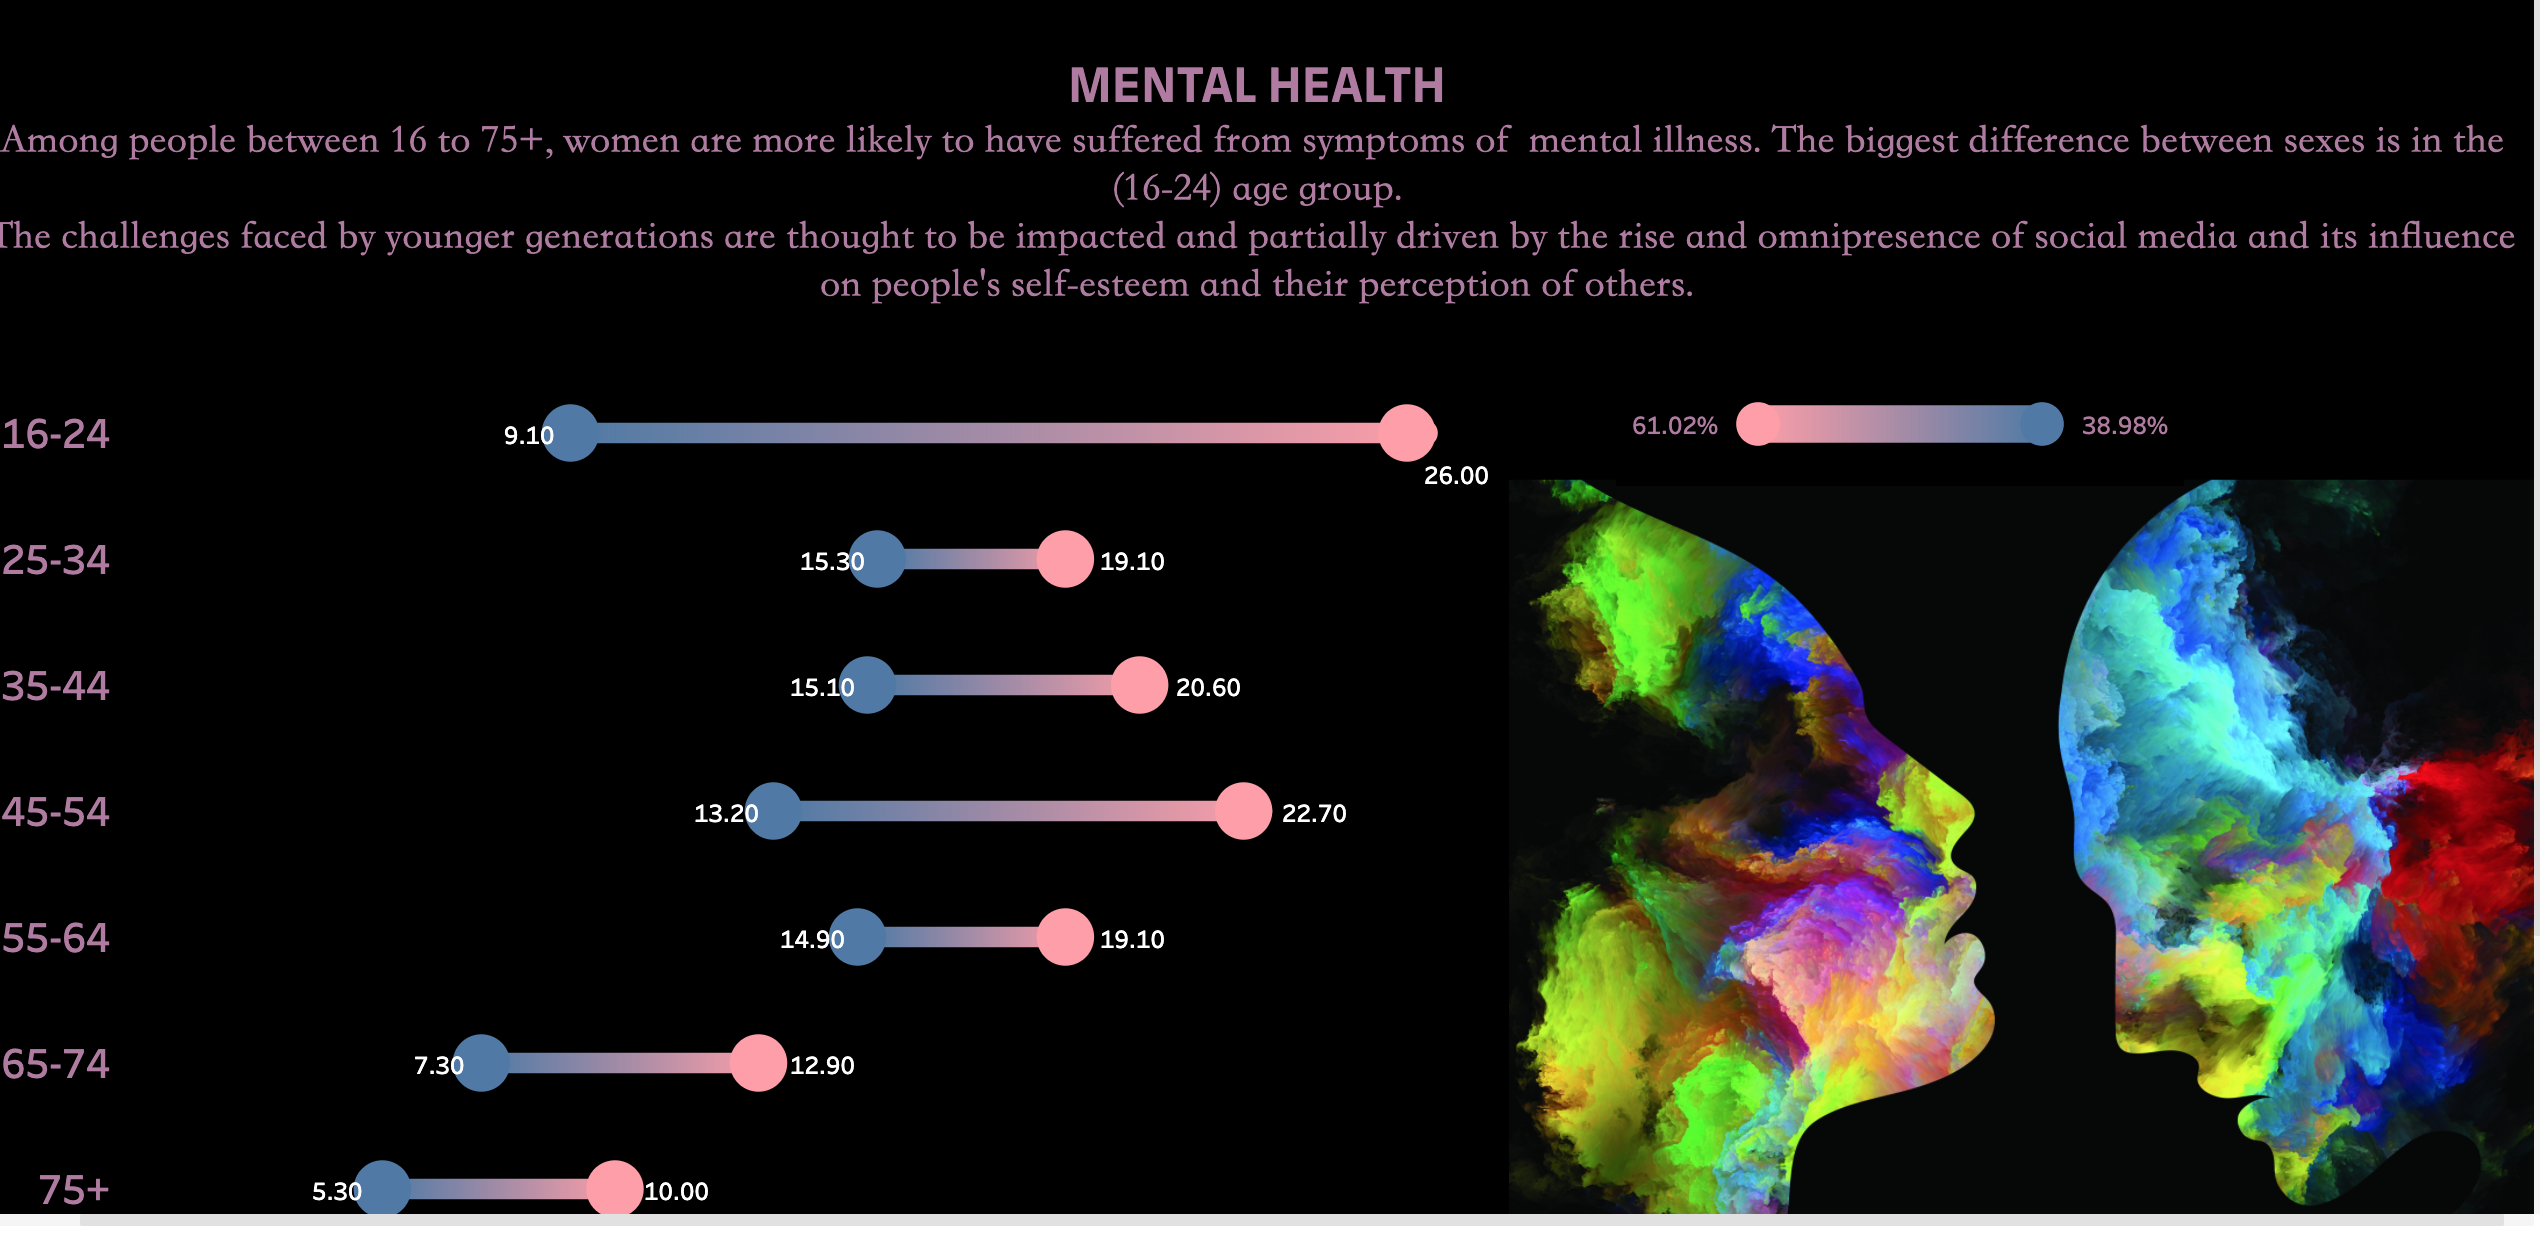 MENTAL HEALTH
Among people between 16 to 75+, women are more likely to have suffered from symptoms of  mental illness. The biggest difference between sexes is in the
(16-24) age group.
The challenges faced by younger generations are thought to be impacted and partially driven by the rise and omnipresence of social media and its influence
on people's self-esteem and their perception of others.
16-24 9.10 26.00
61.02% 38.98%
25-34 15.30 19.10
35-44 15.10 20.60
45-54 13.20 22.70
55-64 14.90 19.10
65-74 7.30 12.90
75+ 5.30 10.00